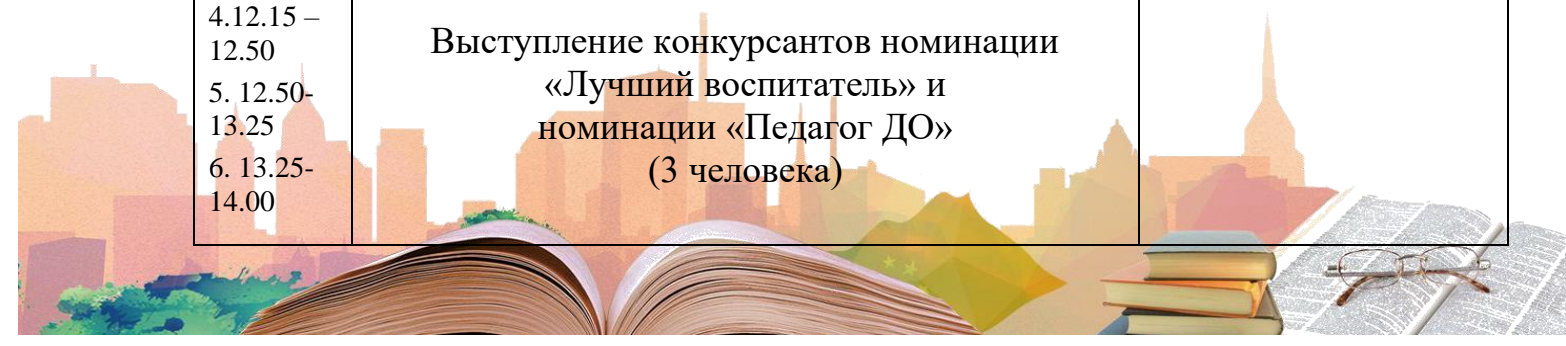 4.12.15 –
12.50
5. 12.50-
13.25
6. 13.25-
14.00
Выступление конкурсантов номинации
«Лучший воспитатель» и
номинации «Педагог ДО»
(3 человека)